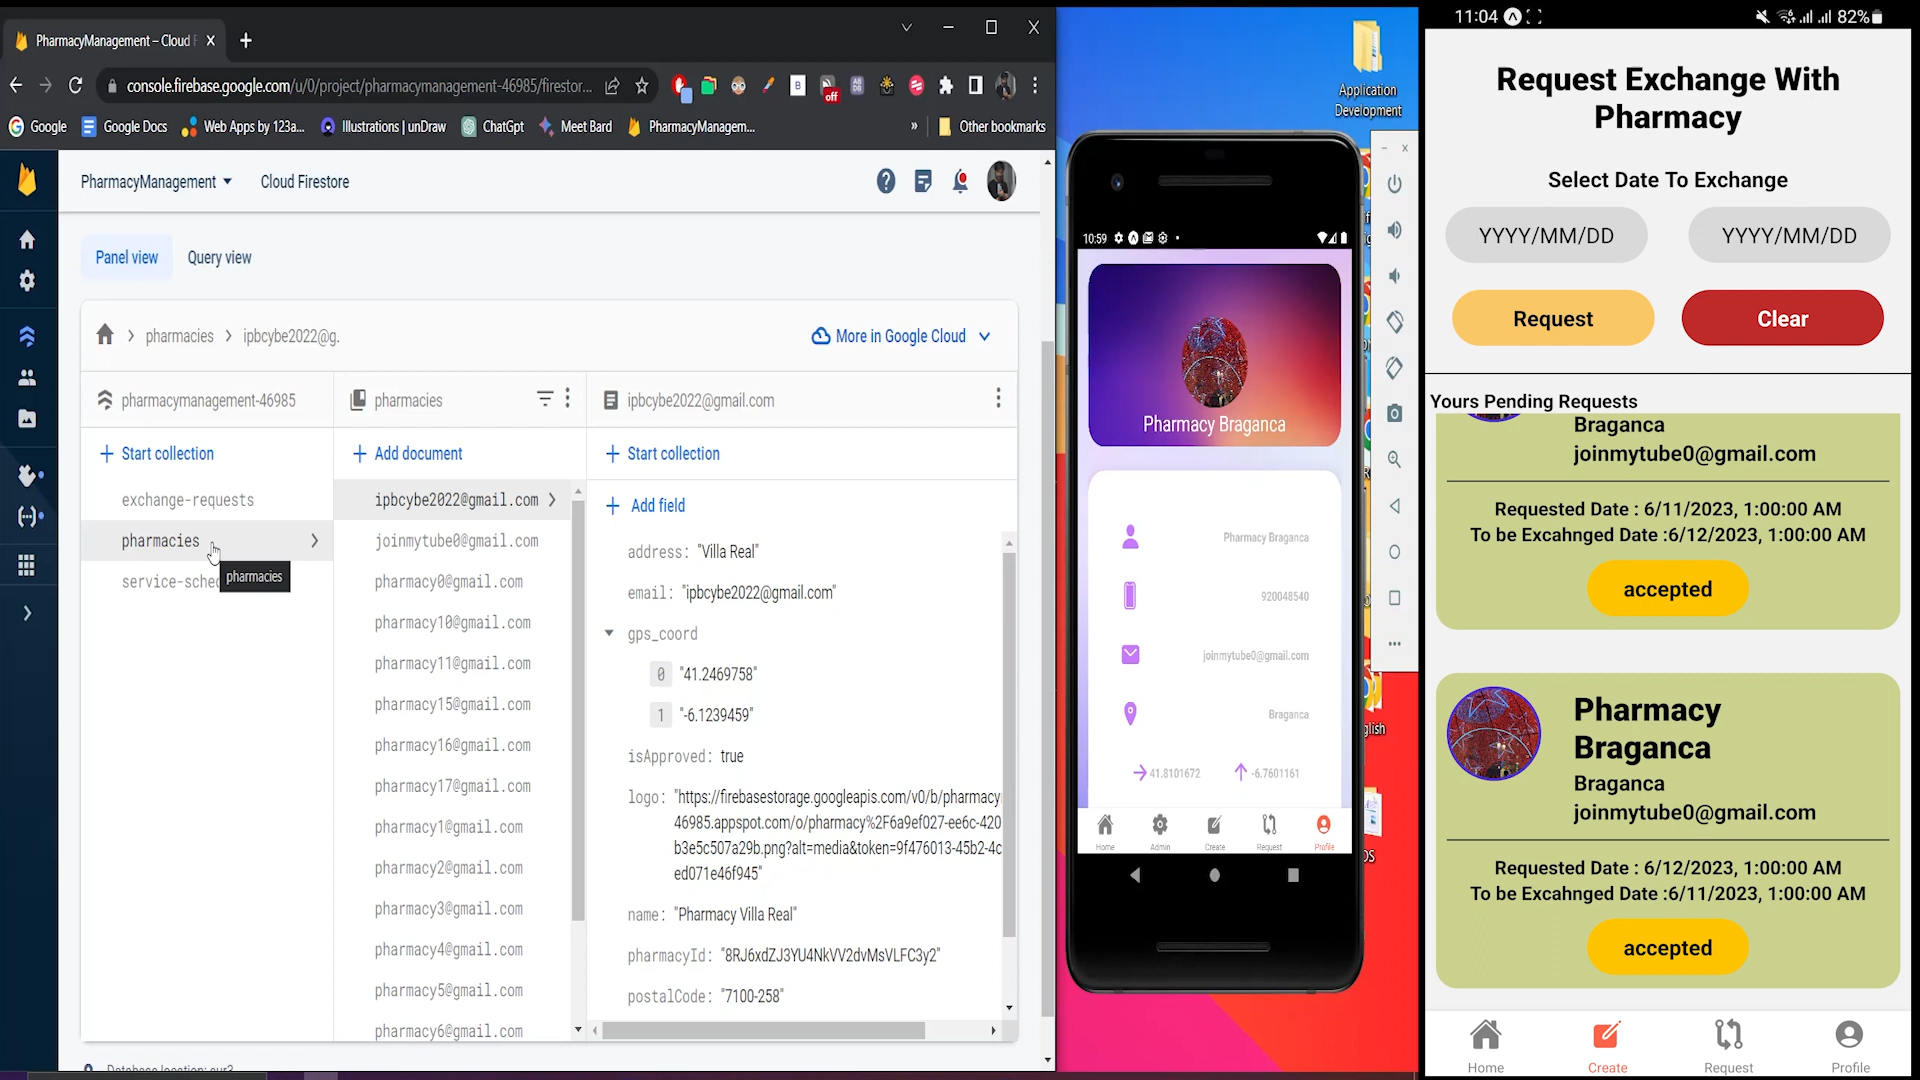 PharmacyManagement – Cloud F
console.firebase.google.com/u/0/project/pharmacymanagement-46985/firestor...
off
Google
Google Docs
Web Apps by 123a...
Illustrations | unDraw
ChatGpt
Meet Bard
PharmacyManagem...
»
Other bookmarks
PharmacyManagement
Cloud Firestore
Panel view
Query view
pharmacies
ipbcybe2022@g.
More in Google Cloud
pharmacymanagement-46985
Start collection
exchange-requests
pharmacies
service-sched
pharmacies
pharmacies
Add document
ipbcybe2022@gmail.com
joinmytube0@gmail.com
pharmacy0@gmail.com
pharmacy10@gmail.com
pharmacy11@gmail.com
pharmacy15@gmail.com
pharmacy16@gmail.com
pharmacy17@gmail.com
pharmacy1@gmail.com
pharmacy2@gmail.com
pharmacy3@gmail.com
pharmacy4@gmail.com
pharmacy5@gmail.com
pharmacy6@gmail.com
ipbcybe2022@gmail.com
Start collection
Add field
address: "Villa Real"
email: "ipbcybe2022@gmail.com"
gps_coord
0 "41.2469758"
1 "-6.1239459"
isApproved: true
logo: "https://firebasestorage.googleapis.com/v0/b/pharmacy
46985.appspot.com/o/pharmacy%2F6a9ef027-ee6c-420
b3e5c507a29b.png?alt=media&token=9f476013-45b2-4c
ed071e46f945"
name: "Pharmacy Villa Real"
pharmacyId: "8RJ6xdZJ3YU4NkVV2dvMsVLFC3y2"
postalCode: "7100-258"
Database location: eur3
Application
Development
10:59
Pharmacy Braganca
Pharmacy Braganca
920048540
joinmytube0@gmail.com
Braganca
41.8101672
-6.7601161
Home
Admin
Create
Request
Profile
glish
11:04
82%
Request Exchange With
Pharmacy
Select Date To Exchange
YYYY/MM/DD
YYYY/MM/DD
Request
Clear
Yours Pending Requests
Braganca
joinmytube0@gmail.com
Requested Date : 6/11/2023, 1:00:00 AM
To be Excahnged Date :6/12/2023, 1:00:00 AM
accepted
Pharmacy
Braganca
Braganca
joinmytube0@gmail.com
Requested Date : 6/12/2023, 1:00:00 AM
To be Excahnged Date :6/11/2023, 1:00:00 AM
accepted
Home
Create
Request
Profile